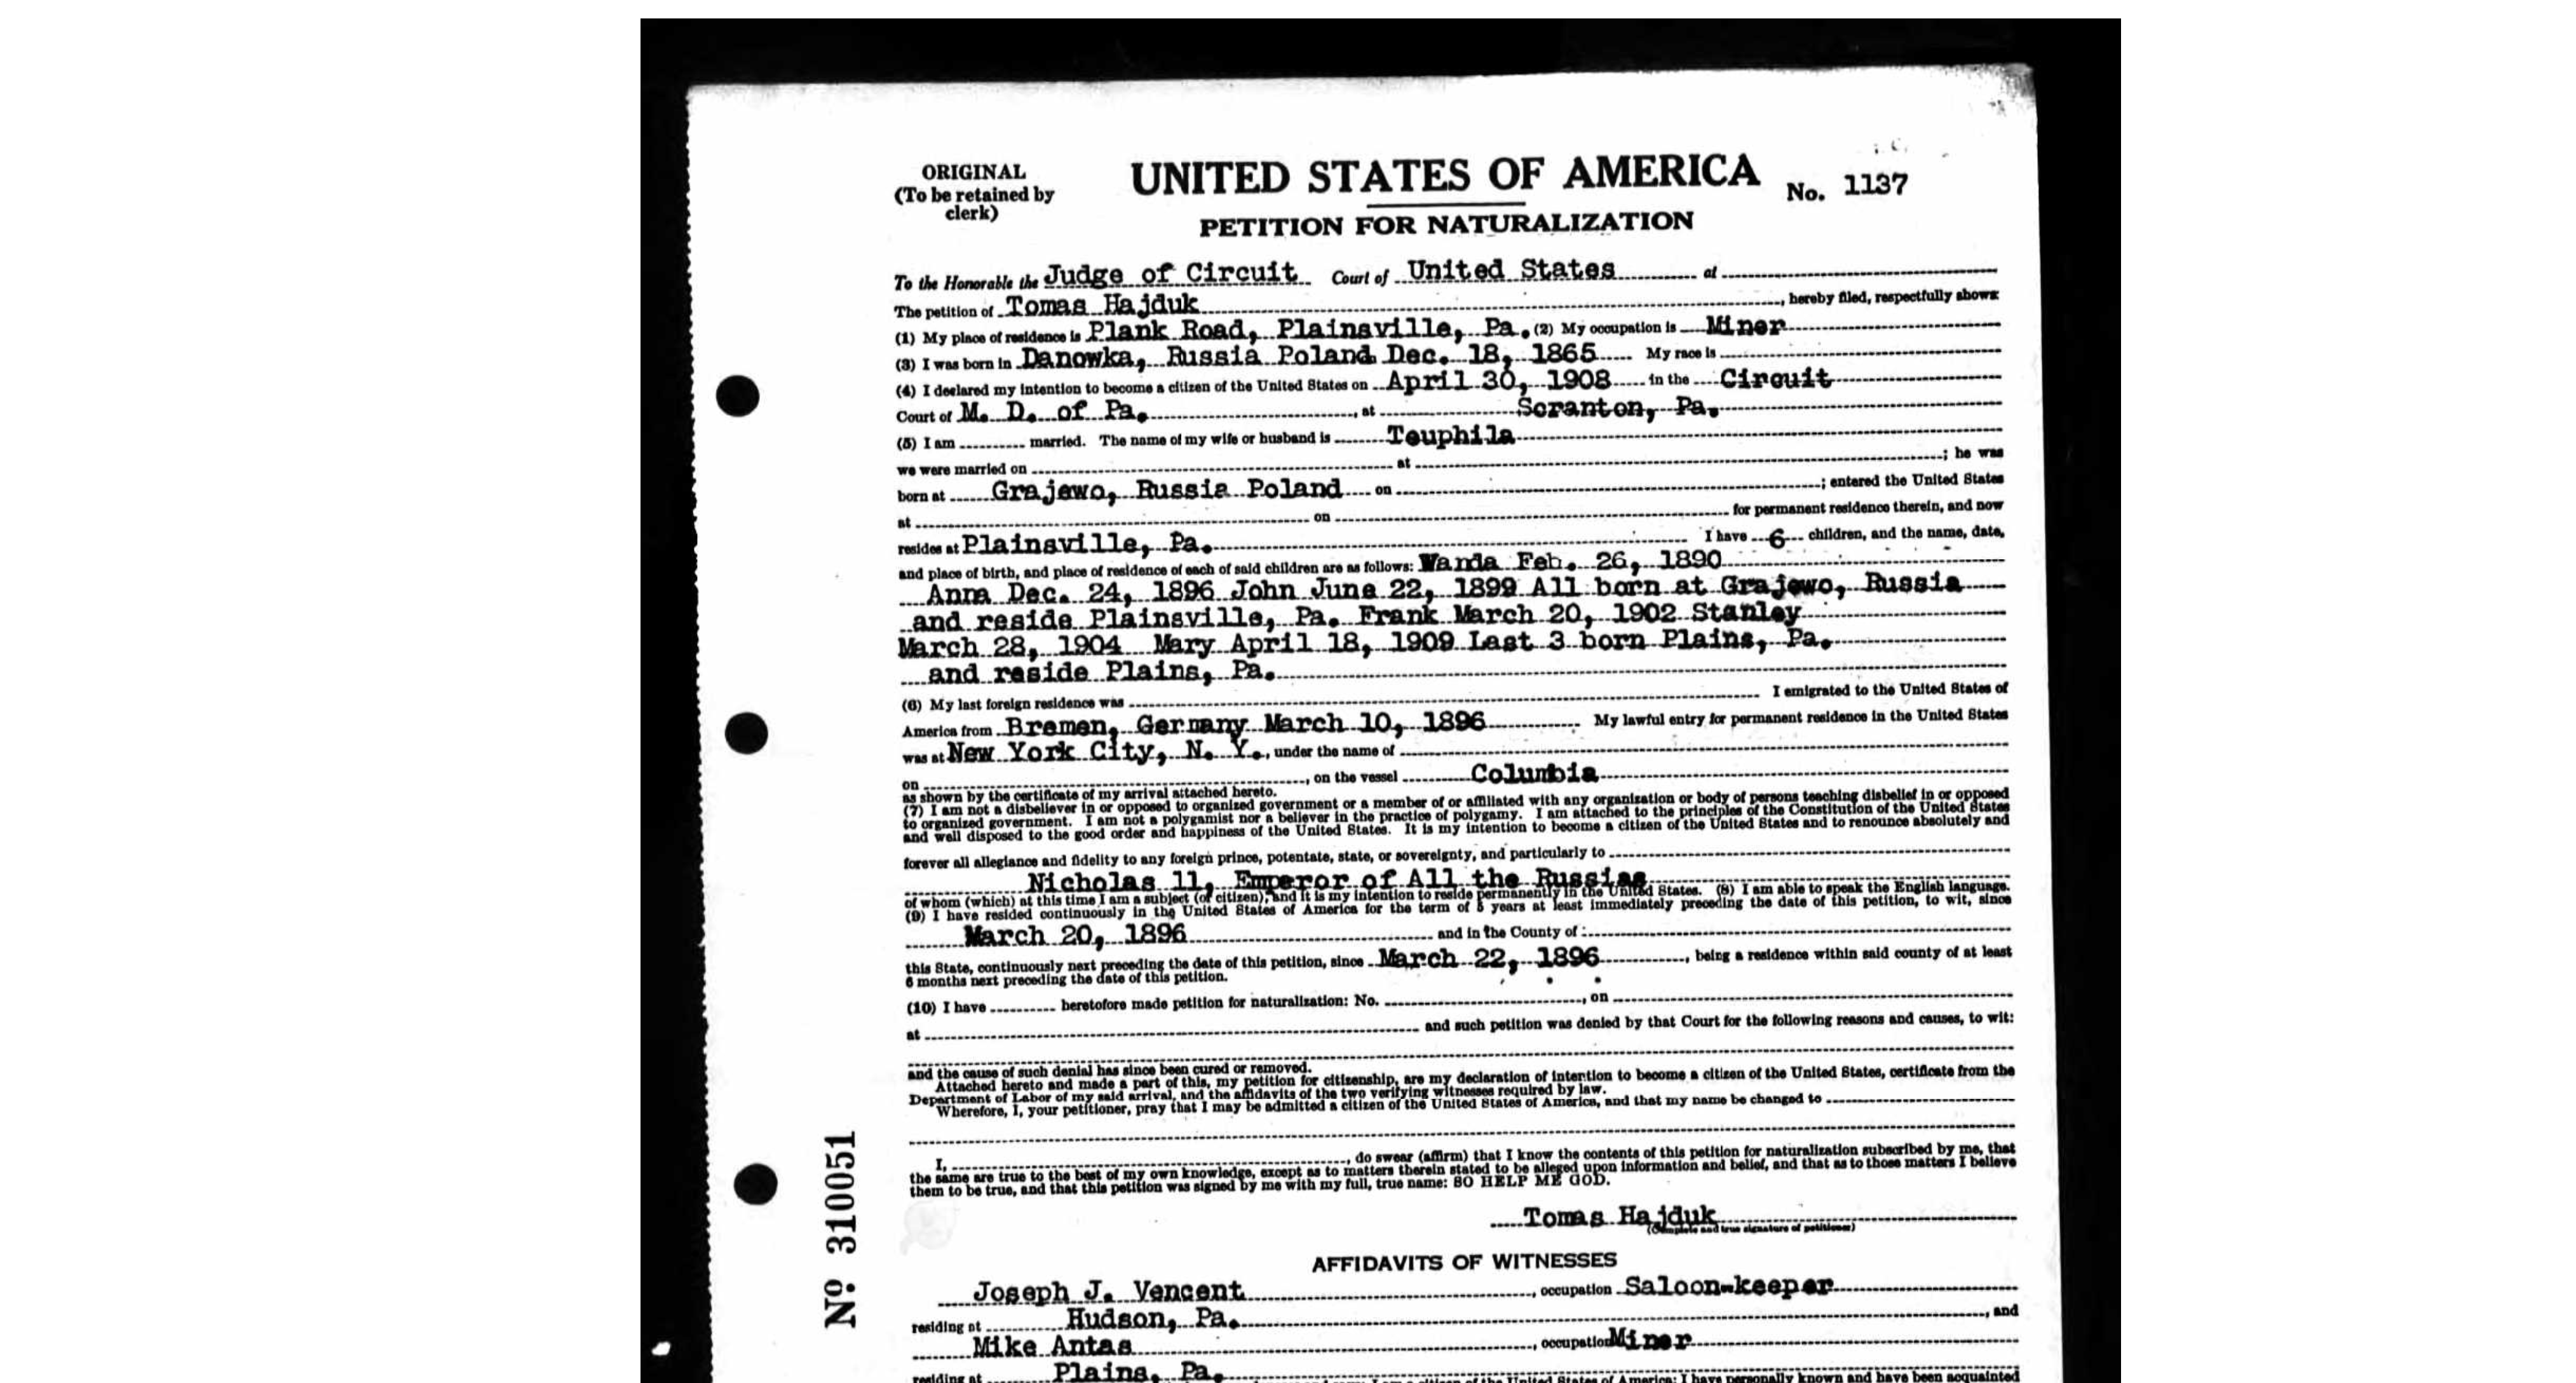 ORIGINAL
(To be retained by
clerk)
UNITED STATES OF AMERICA
No. 1137
PETITION FOR NATURALIZATION
To the Honorable the Judge of Circuit Court of United States at
The petition of Tomas Hajduk, hereby filed, respectfully shows:
(1) My place of residence is Plank Road, Plainsville, Pa. (2) My occupation is Miner
(3) I was born in Danowka, Russia Poland Dec. 18, 1865 My race is
(4) I declared my intention to become a citizen of the United States on April 30, 1908 in the Circuit
Court of M. D. of Pa., at Scranton, Pa.
(5) I am married. The name of my wife or husband is Teuphila
we were married on at ; he was
born at Grajewo, Russia Poland on ; entered the United States
at on for permanent residence therein, and now
resides at Plainsville, Pa. I have 6 children, and the name, date,
and place of birth, and place of residence of each of said children are as follows: Wanda Feb. 26, 1890
Anna Dec. 24, 1896 John June 22, 1899 All born at Grajewo, Russia
and reside Plainsville, Pa. Frank March 20, 1902 Stanley
March 28, 1904 Mary April 18, 1909 Last 3 born Plains, Pa.
and reside Plains, Pa.
(6) My last foreign residence was I emigrated to the United States of
America from Bremen, Germany March 10, 1896 My lawful entry for permanent residence in the United States
was at New York City, N. Y., under the name of
on , on the vessel Columbia
as shown by the certificate of my arrival attached hereto.
(7) I am not a disbeliever in or opposed to organized government or a member of or affiliated with any organization or body of persons teaching disbelief in or opposed
to organized government. I am not a polygamist nor a believer in the practice of polygamy. I am attached to the principles of the Constitution of the United States
and well disposed to the good order and happiness of the United States. It is my intention to become a citizen of the United States and to renounce absolutely and
forever all allegiance and fidelity to any foreign prince, potentate, state, or sovereignty, and particularly to
Nicholas 11, Emperor of All the Russias
of whom (which) at this time I am a subject (or citizen), and it is my intention to reside permanently in the United States. (8) I am able to speak the English language.
(9) I have resided continuously in the United States of America for the term of 5 years at least immediately preceding the date of this petition, to wit, since
March 20, 1896 and in the County of
this State, continuously next preceding the date of this petition, since March 22, 1896, being a residence within said county of at least
6 months next preceding the date of this petition.
(10) I have heretofore made petition for naturalization: No. , on
at and such petition was denied by that Court for the following reasons and causes, to wit:
and the cause of such denial has since been cured or removed.
Attached hereto and made a part of this, my petition for citizenship, are my declaration of intention to become a citizen of the United States, certificate from the
Department of Labor of my said arrival, and the affidavits of the two verifying witnesses required by law.
Wherefore, I, your petitioner, pray that I may be admitted a citizen of the United States of America, and that my name be changed to
I, , do swear (affirm) that I know the contents of this petition for naturalization subscribed by me, that
the same are true to the best of my own knowledge, except as to matters therein stated to be alleged upon information and belief, and that as to those matters I believe
them to be true, and that this petition was signed by me with my full, true name: SO HELP ME GOD.
Tomas Hajduk
(Complete and true signature of petitioner)
No. 310051
AFFIDAVITS OF WITNESSES
Joseph J. Vencent, occupation Saloon-keeper
residing at Hudson, Pa., and
Mike Antas, occupation Miner
residing at Plains, Pa.
of the United States of America; I have personally known and have been acquainted